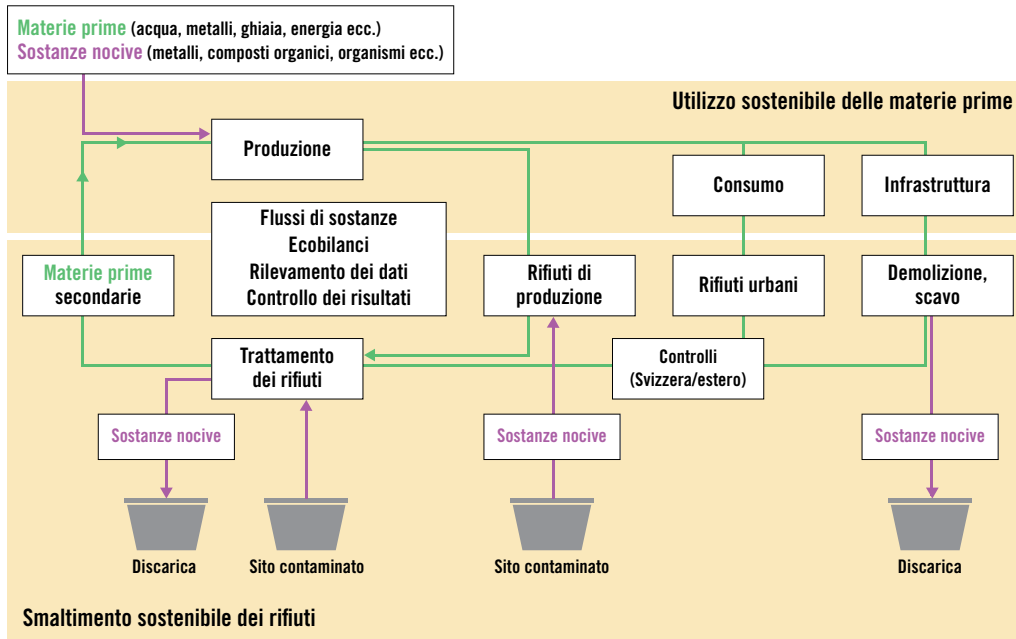 Materie prime (acqua, metalli, ghiaia, energia ecc.)
Sostanze nocive (metalli, composti organici, organismi ecc.)
Utilizzo sostenibile delle materie prime
Produzione
Consumo
Infrastruttura
Flussi di sostanze
Ecobilanci
Rilevamento dei dati
Controllo dei risultati
Materie prime
secondarie
Rifiuti di
produzione
Rifiuti urbani
Demolizione,
scavo
Trattamento
dei rifiuti
Controlli
(Svizzera/estero)
Sostanze nocive
Sostanze nocive
Sostanze nocive
Discarica
Sito contaminato
Sito contaminato
Discarica
Smaltimento sostenibile dei rifiuti